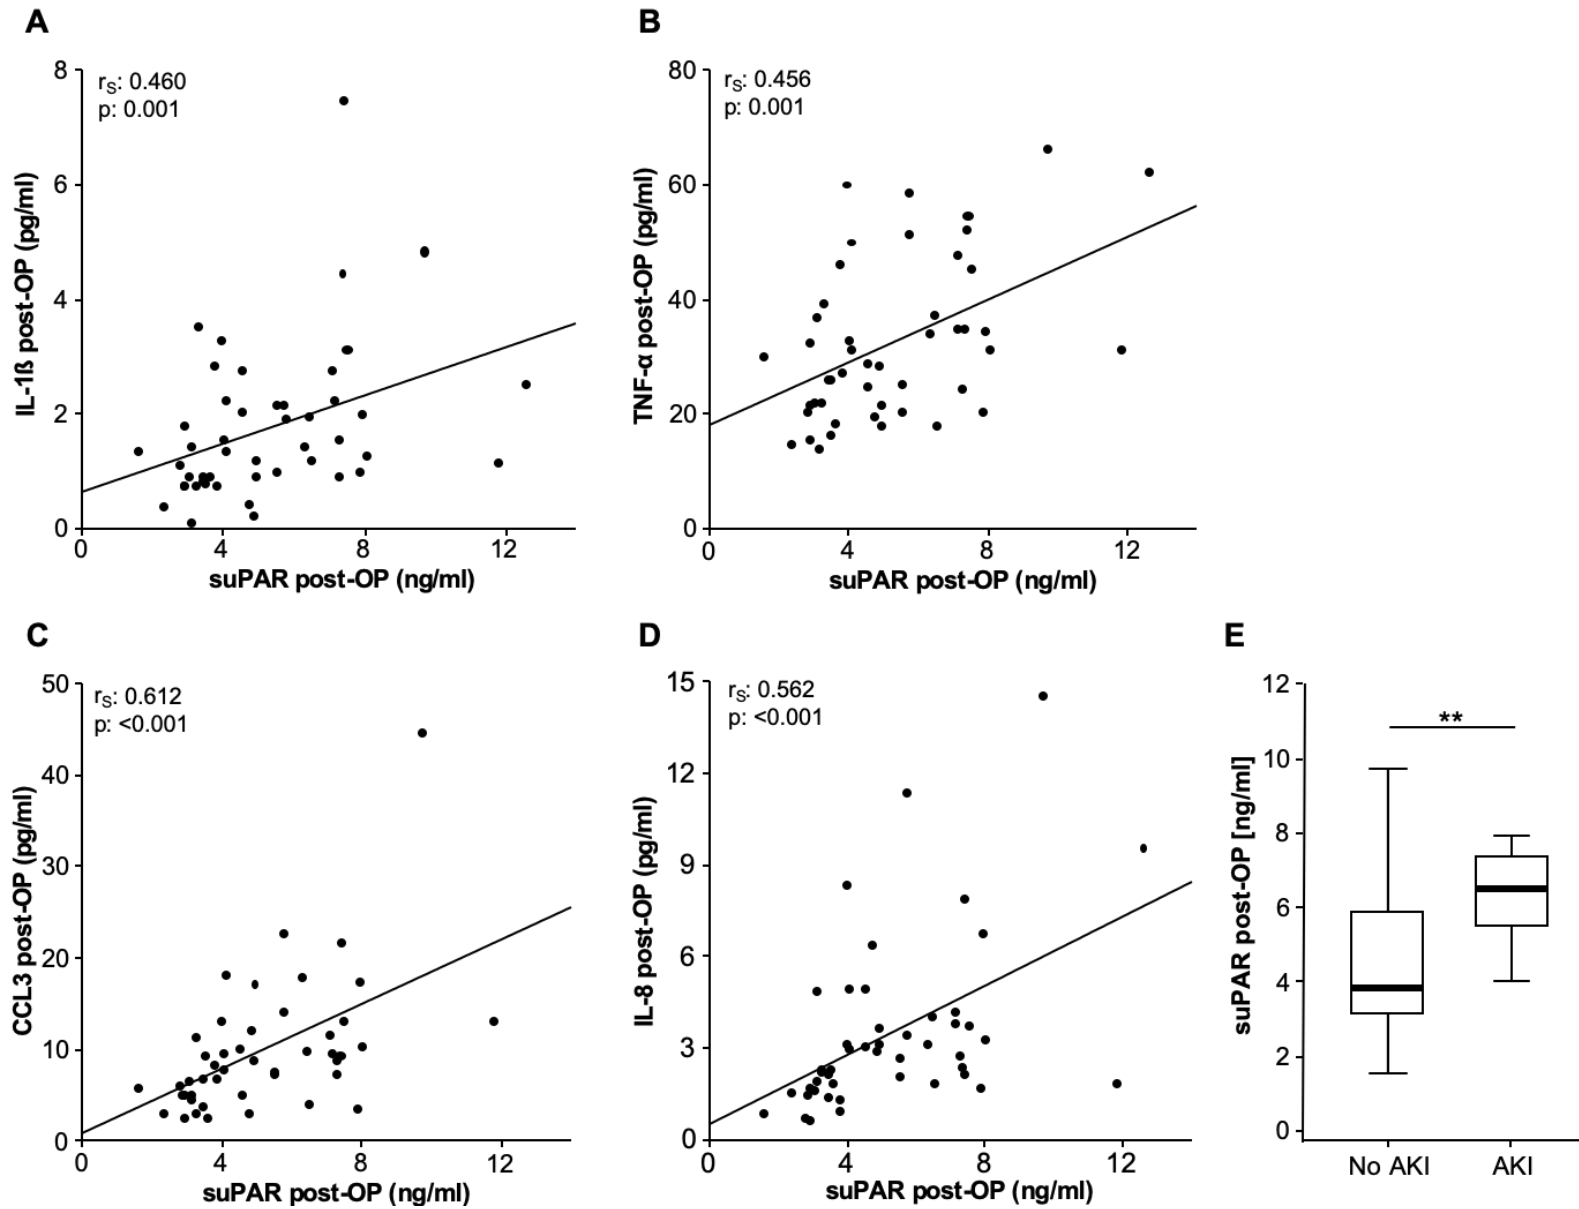 A
rS: 0.460
p: 0.001
8
6
4
2
0
IL-1ß post-OP (pg/ml)
0 4 8 12
suPAR post-OP (ng/ml)
B
rS: 0.456
p: 0.001
80
60
40
20
0
TNF-α post-OP (pg/ml)
0 4 8 12
suPAR post-OP (ng/ml)
C
rS: 0.612
p: <0.001
50
40
30
20
10
0
CCL3 post-OP (pg/ml)
0 4 8 12
suPAR post-OP (ng/ml)
D
rS: 0.562
p: <0.001
15
12
9
6
3
0
IL-8 post-OP (pg/ml)
0 4 8 12
suPAR post-OP (ng/ml)
E
**
12
10
8
6
4
2
0
suPAR post-OP [ng/ml]
No AKI AKI